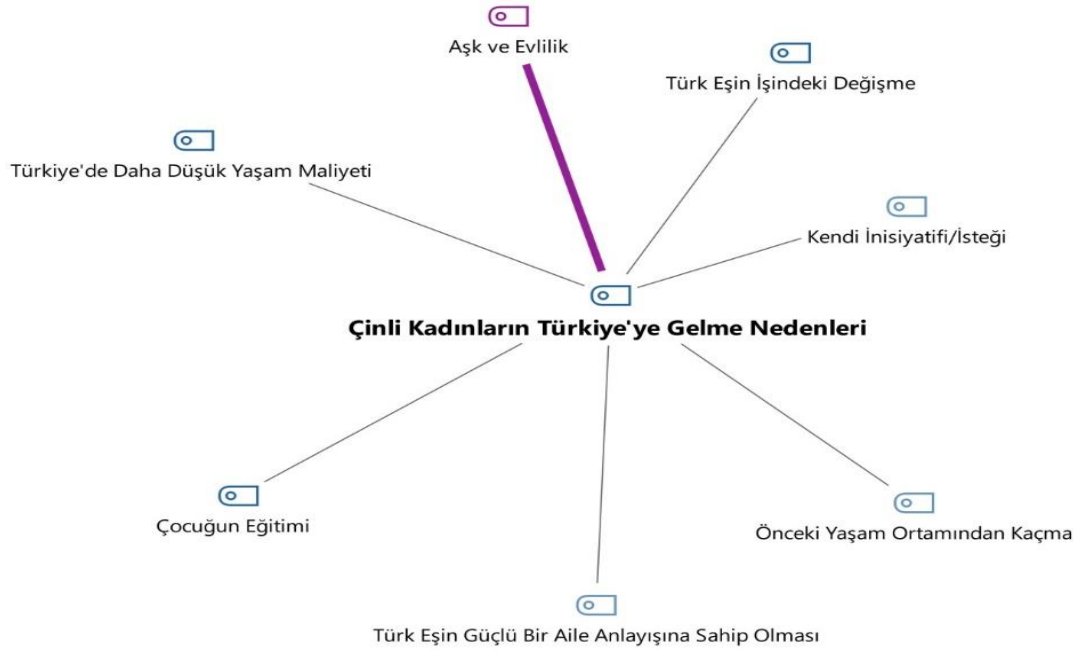 Aşk ve Evlilik
Türk Eşin İşindeki Değişme
Türkiye'de Daha Düşük Yaşam Maliyeti
Kendi İnisiyatifi/İsteği
Çinli Kadınların Türkiye'ye Gelme Nedenleri
Çocuğun Eğitimi
Önceki Yaşam Ortamından Kaçma
Türk Eşin Güçlü Bir Aile Anlayışına Sahip Olması